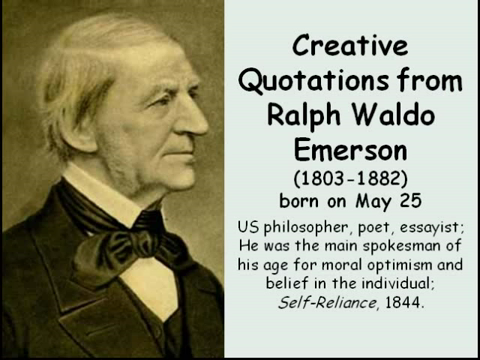 Creative
Quotations from
Ralph Waldo
Emerson
(1803-1882)
born on May 25
US philosopher, poet, essayist;
He was the main spokesman of
his age for moral optimism and
belief in the individual;
Self-Reliance, 1844.